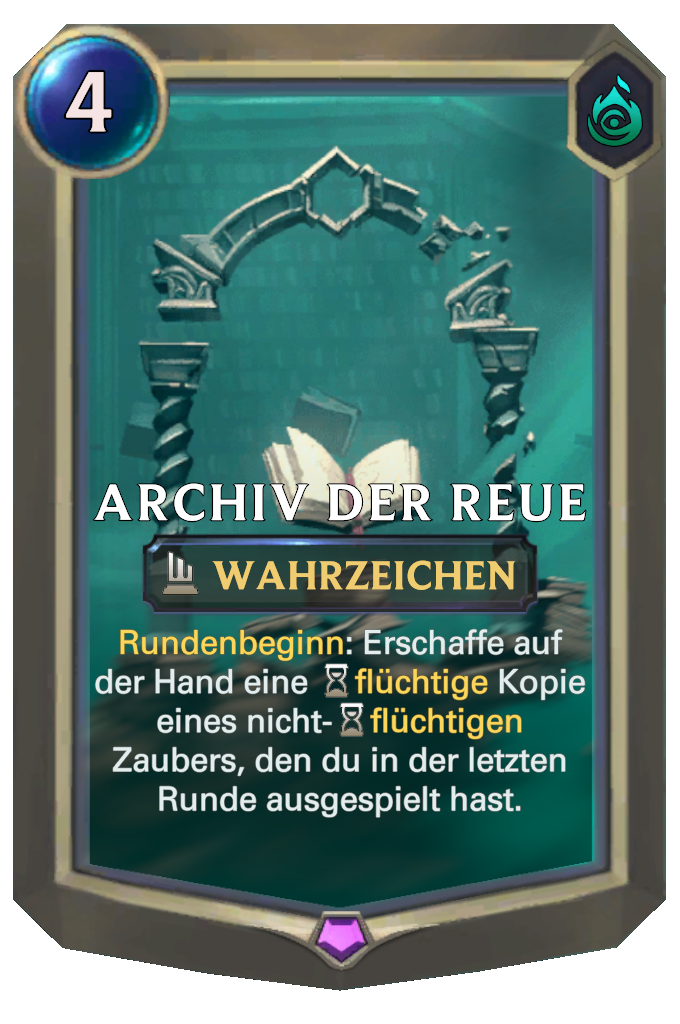 4
ARCHIV DER REUE
WAHRZEICHEN
Rundenbeginn: Erschaffe auf
der Hand eine flüchtige Kopie
eines nicht-flüchtigen
Zaubers, den du in der letzten
Runde ausgespielt hast.